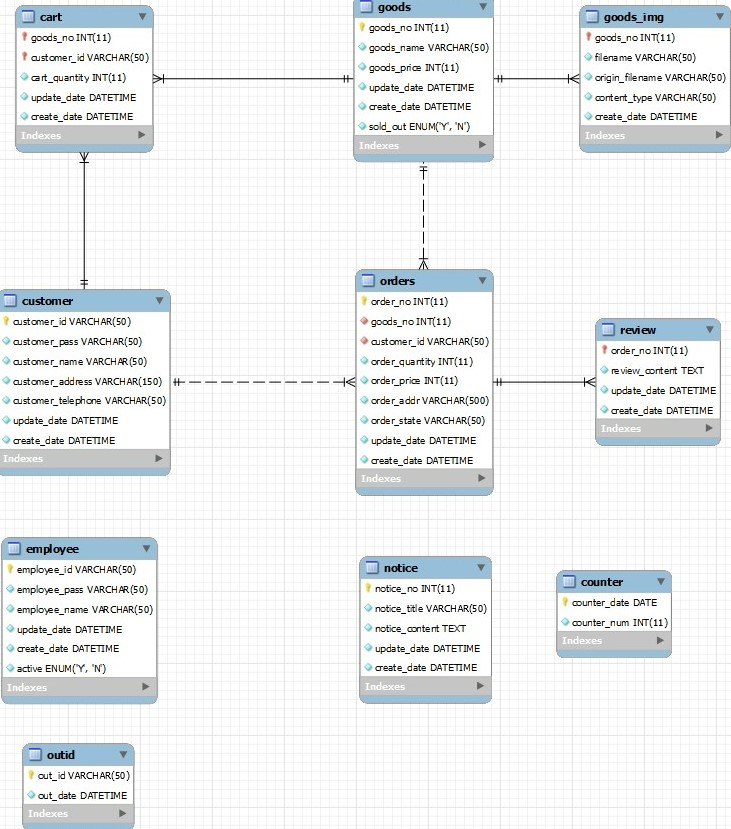 cart
goods_no INT(11)
customer_id VARCHAR(50)
cart_quantity INT(11)
update_date DATETIME
create_date DATETIME
Indexes
goods
goods_no INT(11)
goods_name VARCHAR(50)
goods_price INT(11)
update_date DATETIME
create_date DATETIME
sold_out ENUM('Y', 'N')
Indexes
goods_img
goods_no INT(11)
filename VARCHAR(50)
origin_filename VARCHAR(50)
content_type VARCHAR(50)
create_date DATETIME
Indexes
customer
customer_id VARCHAR(50)
customer_pass VARCHAR(50)
customer_name VARCHAR(50)
customer_address VARCHAR(150)
customer_telephone VARCHAR(50)
update_date DATETIME
create_date DATETIME
Indexes
orders
order_no INT(11)
goods_no INT(11)
customer_id VARCHAR(50)
order_quantity INT(11)
order_price INT(11)
order_addr VARCHAR(500)
order_state VARCHAR(50)
update_date DATETIME
create_date DATETIME
Indexes
review
order_no INT(11)
review_content TEXT
update_date DATETIME
create_date DATETIME
Indexes
employee
employee_id VARCHAR(50)
employee_pass VARCHAR(50)
employee_name VARCHAR(50)
update_date DATETIME
create_date DATETIME
active ENUM('Y', 'N')
Indexes
notice
notice_no INT(11)
notice_title VARCHAR(50)
notice_content TEXT
update_date DATETIME
create_date DATETIME
Indexes
counter
counter_date DATE
counter_num INT(11)
Indexes
outid
out_id VARCHAR(50)
out_date DATETIME
Indexes